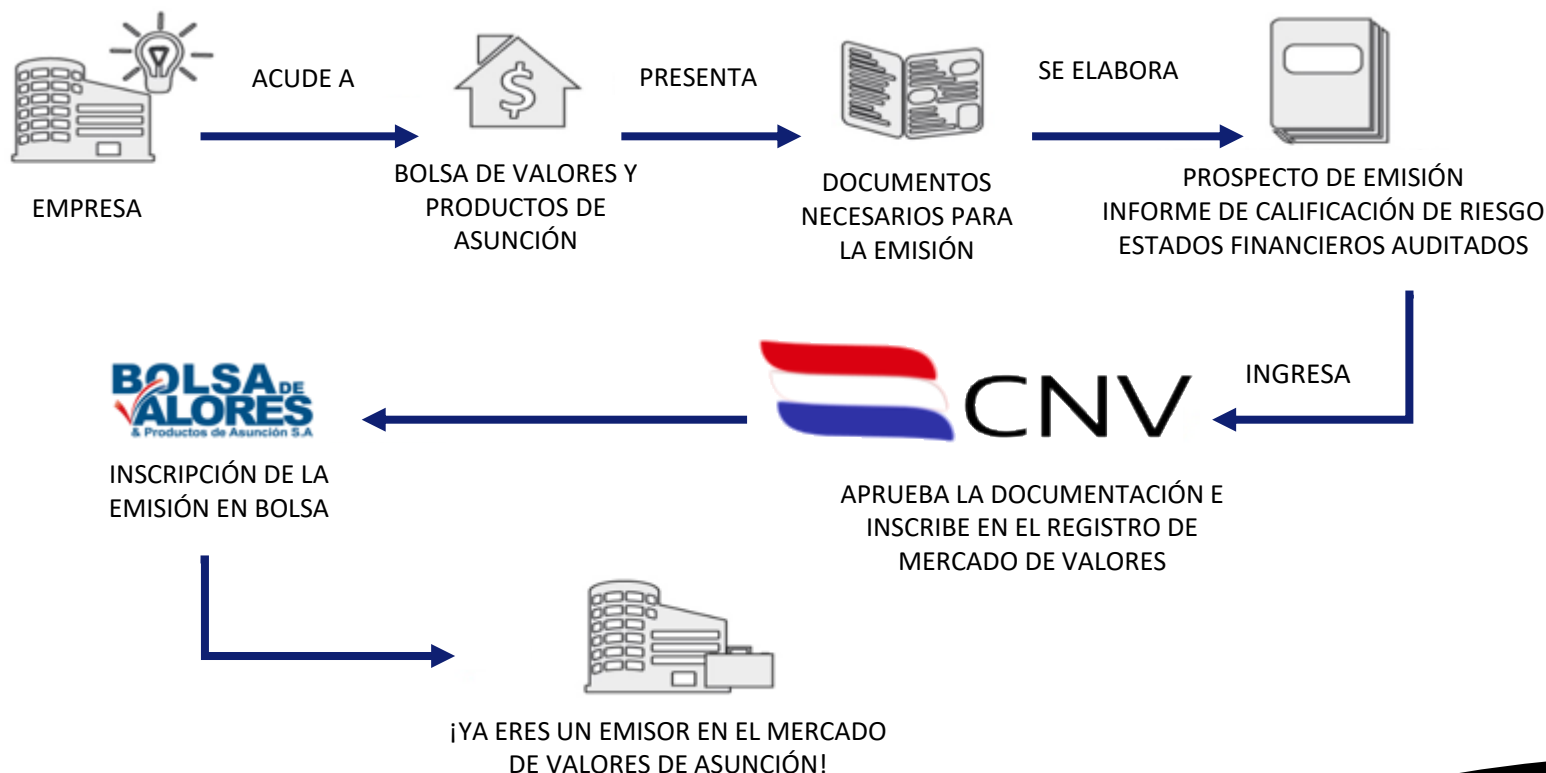 ACUDE A
PRESENTA
SE ELABORA
EMPRESA
BOLSA DE VALORES Y
PRODUCTOS DE
ASUNCIÓN
DOCUMENTOS
NECESARIOS PARA
LA EMISIÓN
PROSPECTO DE EMISIÓN
INFORME DE CALIFICACIÓN DE RIESGO
ESTADOS FINANCIEROS AUDITADOS
INGRESA
CNV
APRUEBA LA DOCUMENTACIÓN E
INSCRIBE EN EL REGISTRO DE
MERCADO DE VALORES
BOLSA DE
VALORES
& Productos de Asunción S.A
INSCRIPCIÓN DE LA
EMISIÓN EN BOLSA
¡YA ERES UN EMISOR EN EL MERCADO
DE VALORES DE ASUNCIÓN!